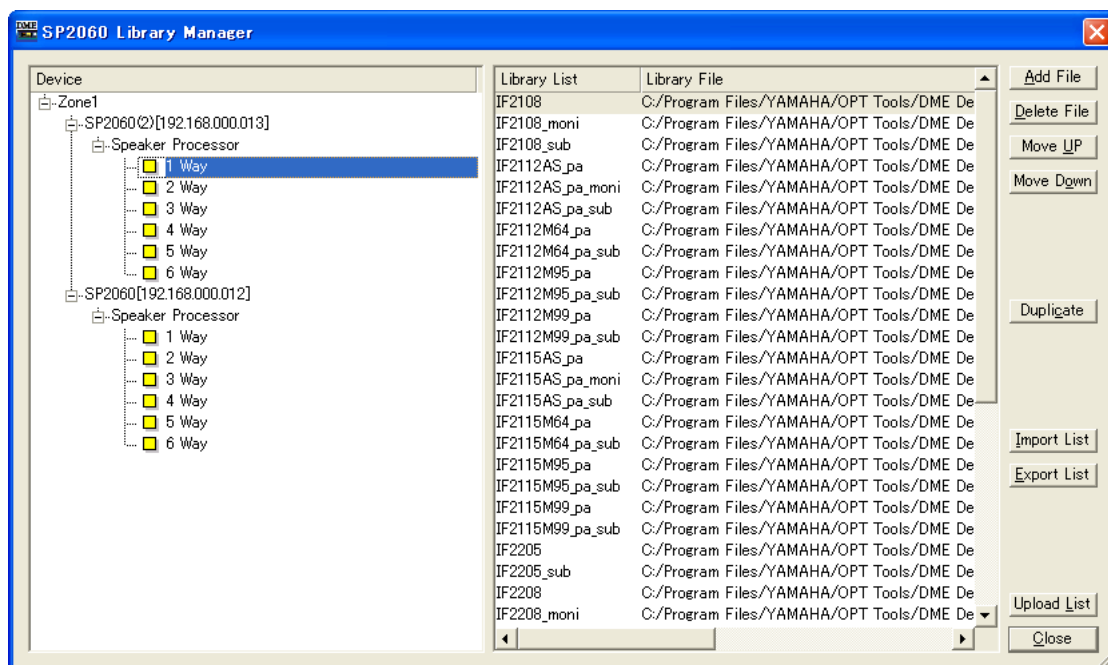 DME
SP2060 Library Manager
Device
Zone1
SP2060(2)[192.168.000.013]
Speaker Processor
1 Way
2 Way
3 Way
4 Way
5 Way
6 Way
SP2060[192.168.000.012]
Speaker Processor
1 Way
2 Way
3 Way
4 Way
5 Way
6 Way
Library List Library File
IF2108 C:/Program Files/YAMAHA/OPT Tools/DME De
IF2108_moni C:/Program Files/YAMAHA/OPT Tools/DME De
IF2108_sub C:/Program Files/YAMAHA/OPT Tools/DME De
IF2112AS_pa C:/Program Files/YAMAHA/OPT Tools/DME De
IF2112AS_pa_moni C:/Program Files/YAMAHA/OPT Tools/DME De
IF2112AS_pa_sub C:/Program Files/YAMAHA/OPT Tools/DME De
IF2112M64_pa C:/Program Files/YAMAHA/OPT Tools/DME De
IF2112M64_pa_sub C:/Program Files/YAMAHA/OPT Tools/DME De
IF2112M95_pa C:/Program Files/YAMAHA/OPT Tools/DME De
IF2112M95_pa_sub C:/Program Files/YAMAHA/OPT Tools/DME De
IF2112M99_pa C:/Program Files/YAMAHA/OPT Tools/DME De
IF2112M99_pa_sub C:/Program Files/YAMAHA/OPT Tools/DME De
IF2115AS_pa C:/Program Files/YAMAHA/OPT Tools/DME De
IF2115AS_pa_moni C:/Program Files/YAMAHA/OPT Tools/DME De
IF2115AS_pa_sub C:/Program Files/YAMAHA/OPT Tools/DME De
IF2115M64_pa C:/Program Files/YAMAHA/OPT Tools/DME De
IF2115M64_pa_sub C:/Program Files/YAMAHA/OPT Tools/DME De
IF2115M95_pa C:/Program Files/YAMAHA/OPT Tools/DME De
IF2115M95_pa_sub C:/Program Files/YAMAHA/OPT Tools/DME De
IF2115M99_pa C:/Program Files/YAMAHA/OPT Tools/DME De
IF2115M99_pa_sub C:/Program Files/YAMAHA/OPT Tools/DME De
IF2205 C:/Program Files/YAMAHA/OPT Tools/DME De
IF2205_sub C:/Program Files/YAMAHA/OPT Tools/DME De
IF2208 C:/Program Files/YAMAHA/OPT Tools/DME De
IF2208_moni C:/Program Files/YAMAHA/OPT Tools/DME De
Add File
Delete File
Move UP
Move Down
Duplicate
Import List
Export List
Upload List
Close